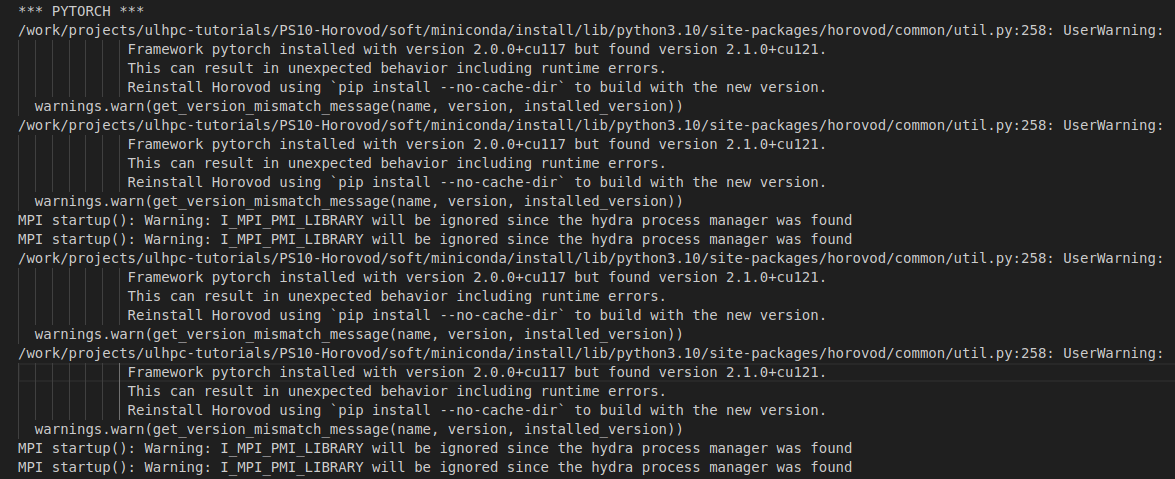 *** PYTORCH ***
/work/projects/ulhpc-tutorials/PS10-Horovod/soft/miniconda/install/lib/python3.10/site-packages/horovod/common/util.py:258: UserWarning:
Framework pytorch installed with version 2.0.0+cu117 but found version 2.1.0+cu121.
This can result in unexpected behavior including runtime errors.
Reinstall Horovod using `pip install --no-cache-dir` to build with the new version.
warnings.warn(get_version_mismatch_message(name, version, installed_version))
/work/projects/ulhpc-tutorials/PS10-Horovod/soft/miniconda/install/lib/python3.10/site-packages/horovod/common/util.py:258: UserWarning:
Framework pytorch installed with version 2.0.0+cu117 but found version 2.1.0+cu121.
This can result in unexpected behavior including runtime errors.
Reinstall Horovod using `pip install --no-cache-dir` to build with the new version.
warnings.warn(get_version_mismatch_message(name, version, installed_version))
MPI startup(): Warning: I_MPI_PMI_LIBRARY will be ignored since the hydra process manager was found
MPI startup(): Warning: I_MPI_PMI_LIBRARY will be ignored since the hydra process manager was found
/work/projects/ulhpc-tutorials/PS10-Horovod/soft/miniconda/install/lib/python3.10/site-packages/horovod/common/util.py:258: UserWarning:
Framework pytorch installed with version 2.0.0+cu117 but found version 2.1.0+cu121.
This can result in unexpected behavior including runtime errors.
Reinstall Horovod using `pip install --no-cache-dir` to build with the new version.
warnings.warn(get_version_mismatch_message(name, version, installed_version))
/work/projects/ulhpc-tutorials/PS10-Horovod/soft/miniconda/install/lib/python3.10/site-packages/horovod/common/util.py:258: UserWarning:
Framework pytorch installed with version 2.0.0+cu117 but found version 2.1.0+cu121.
This can result in unexpected behavior including runtime errors.
Reinstall Horovod using `pip install --no-cache-dir` to build with the new version.
warnings.warn(get_version_mismatch_message(name, version, installed_version))
MPI startup(): Warning: I_MPI_PMI_LIBRARY will be ignored since the hydra process manager was found
MPI startup(): Warning: I_MPI_PMI_LIBRARY will be ignored since the hydra process manager was found